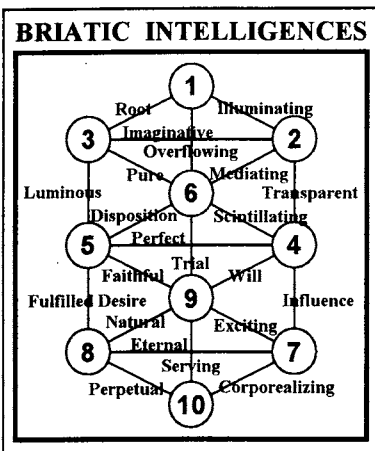 BRIATIC INTELLIGENCES
1
Root Illuminating
3 Imaginative 2
Overflowing
Pure Mediating
6
Luminous Transparent
Disposition Scintillating
5 Perfect 4
Trial
Faithful Will
Fulfilled Desire 9 Influence
Natural Exciting
8 Eternal 7
Serving
Perpetual Corporealizing
10